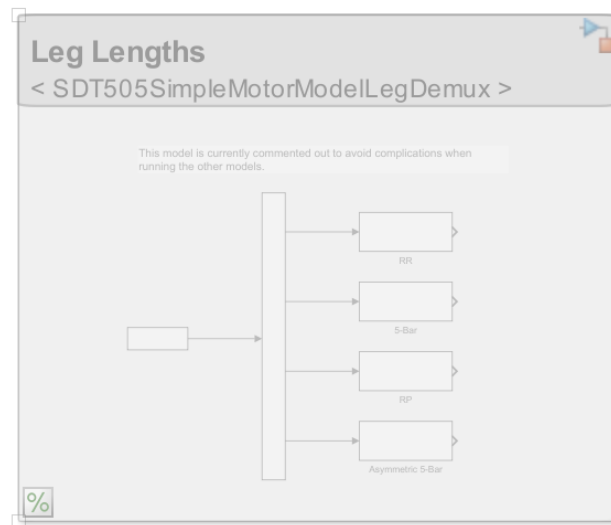 Leg Lengths
< SDT505SimpleMotorModelLegDemux >
This model is currently commented out to avoid complications when
running the other models.
RR
5-Bar
RP
Asymmetric 5-Bar
%